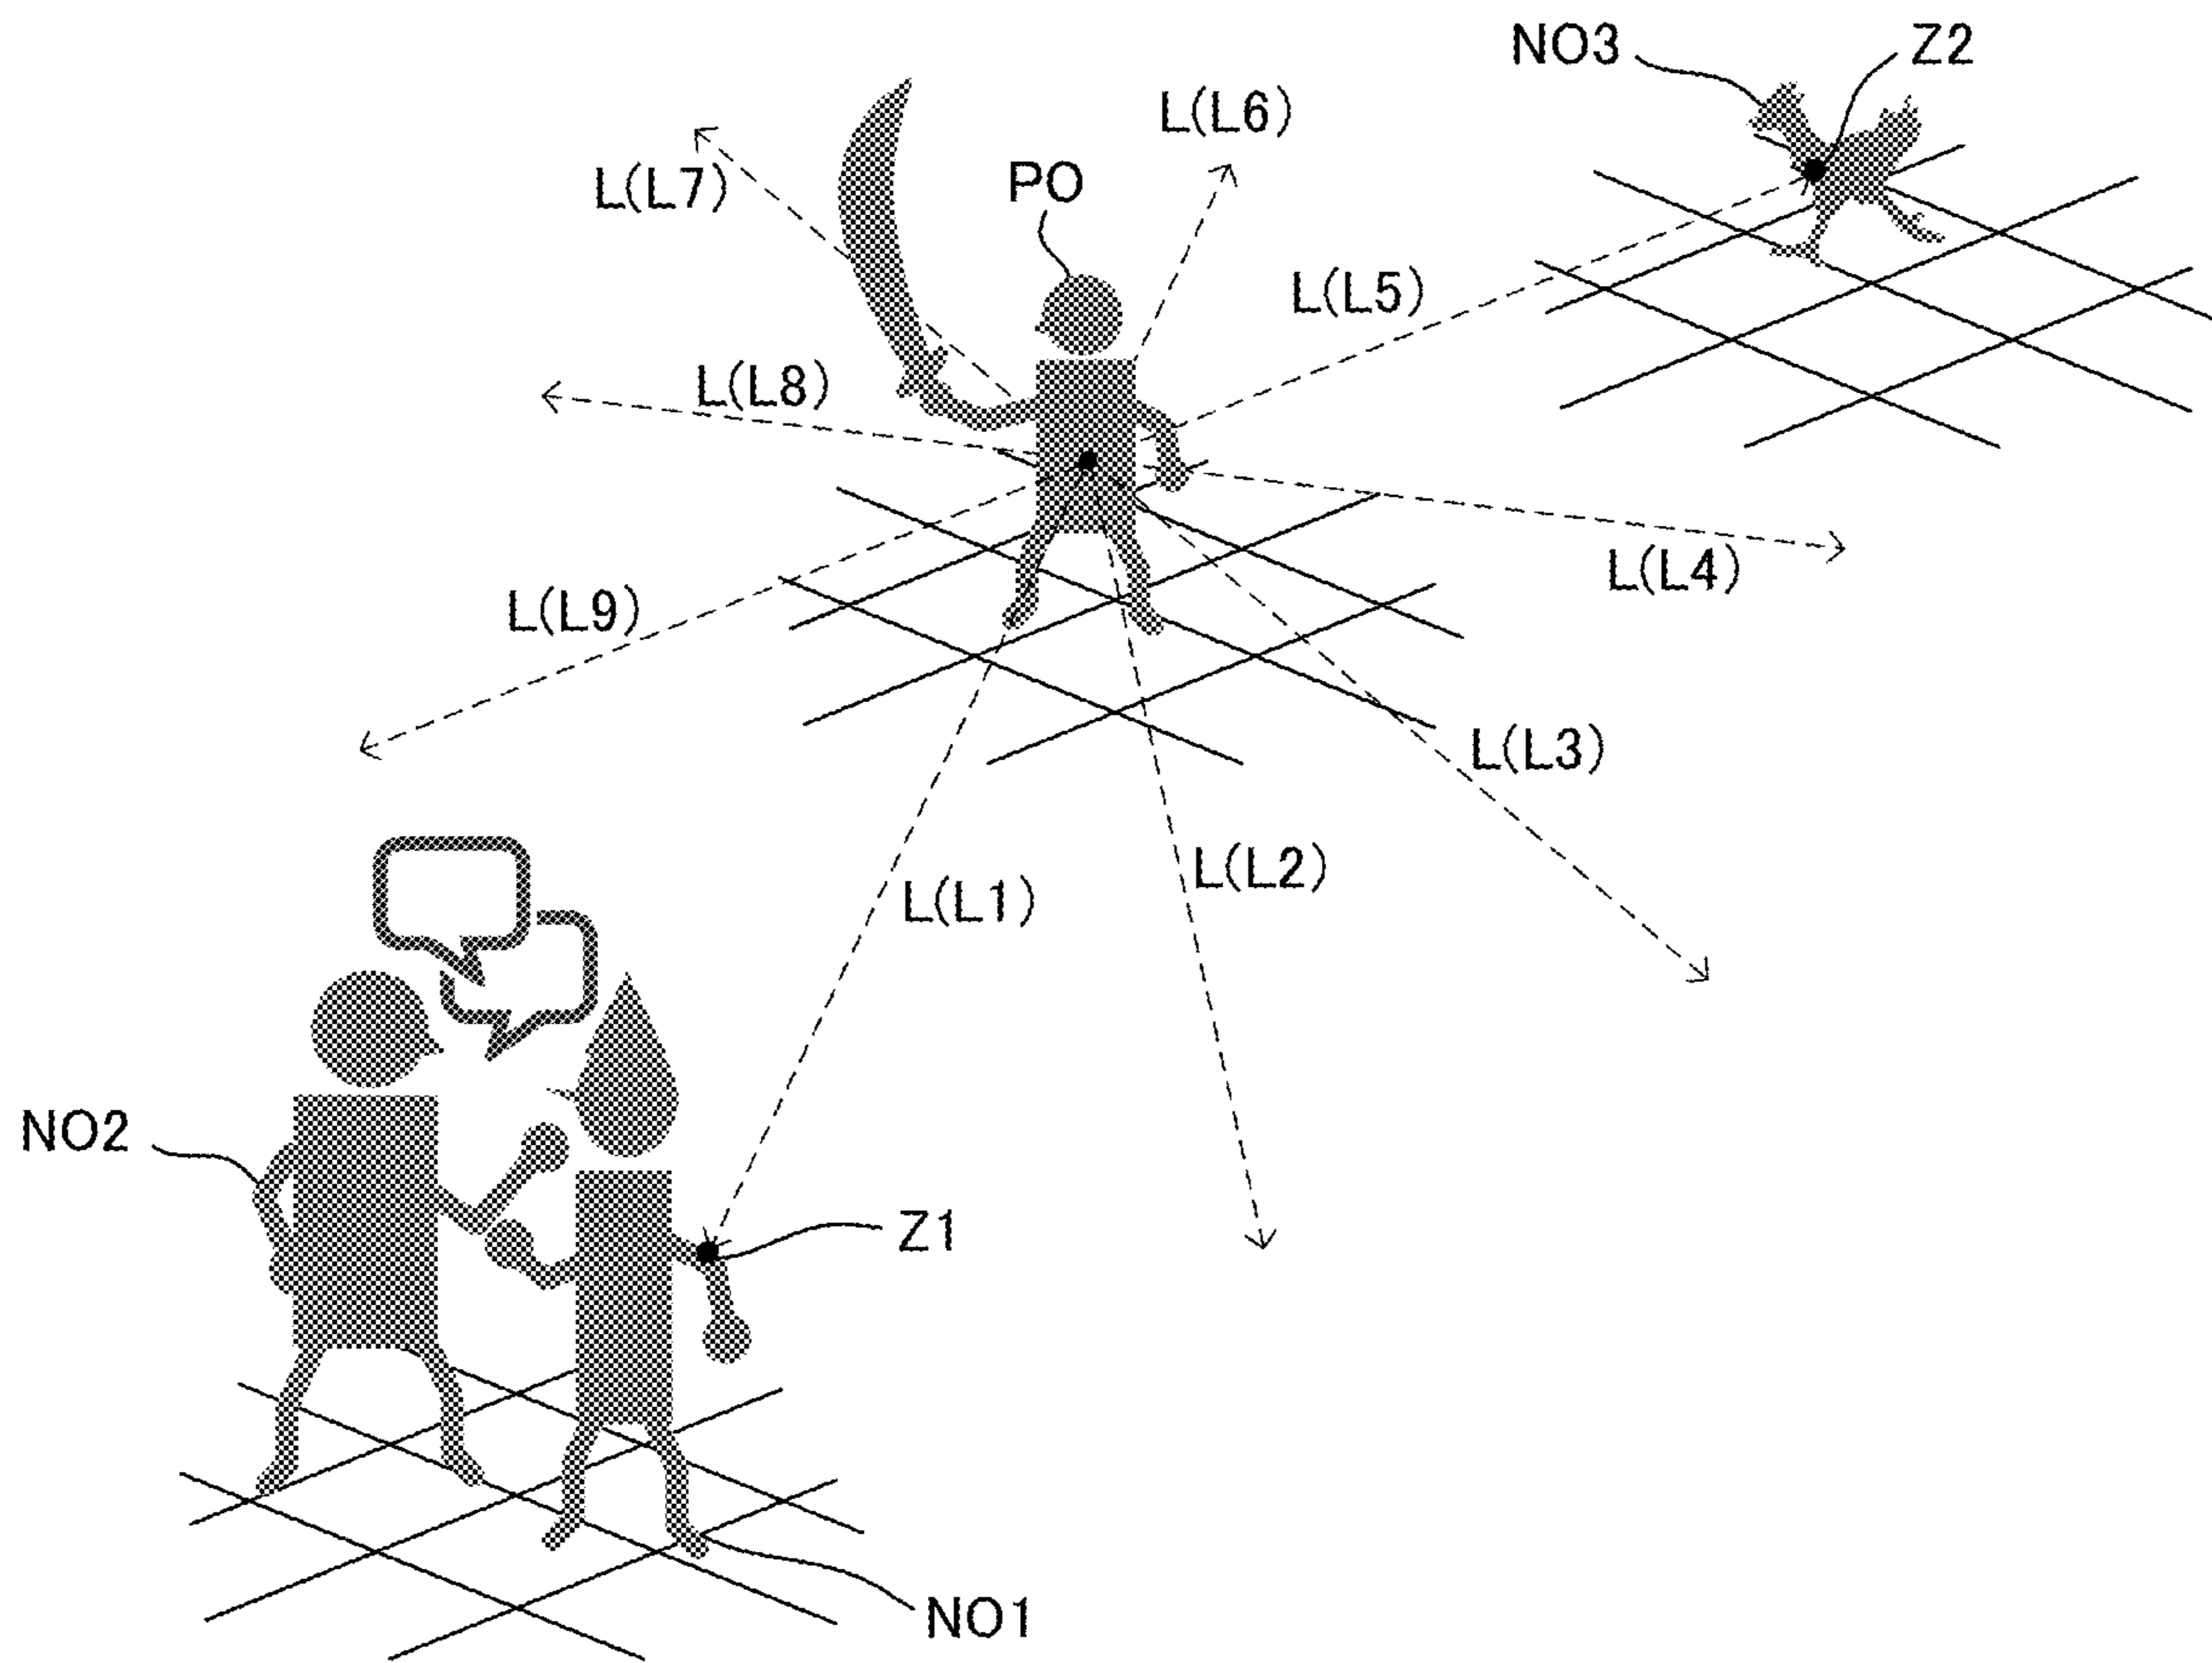 NO3
Z2
L(L6)
L(L7)
PO
L(L5)
L(L8)
L(L4)
L(L9)
L(L3)
L(L2)
L(L1)
NO2
Z1
NO1